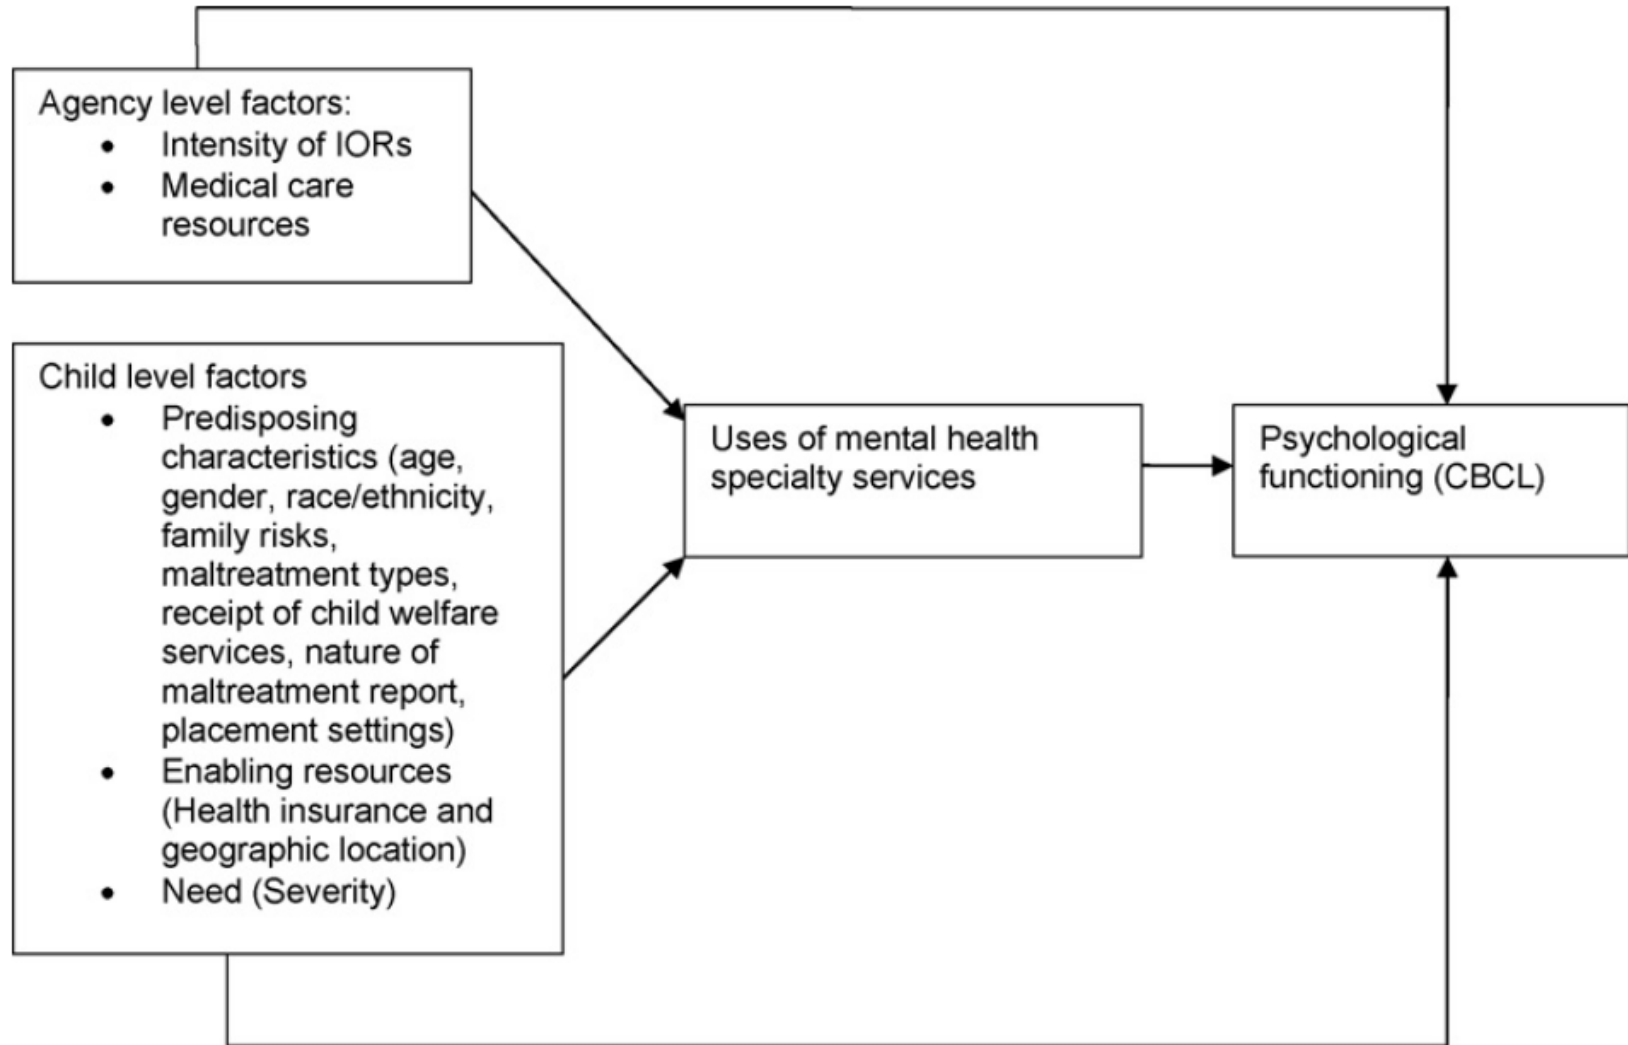 Agency level factors:
• Intensity of IORs
• Medical care
resources
Child level factors
• Predisposing
characteristics (age,
gender, race/ethnicity,
family risks,
maltreatment types,
receipt of child welfare
services, nature of
maltreatment report,
placement settings)
• Enabling resources
(Health insurance and
geographic location)
• Need (Severity)
Uses of mental health
specialty services
Psychological
functioning (CBCL)